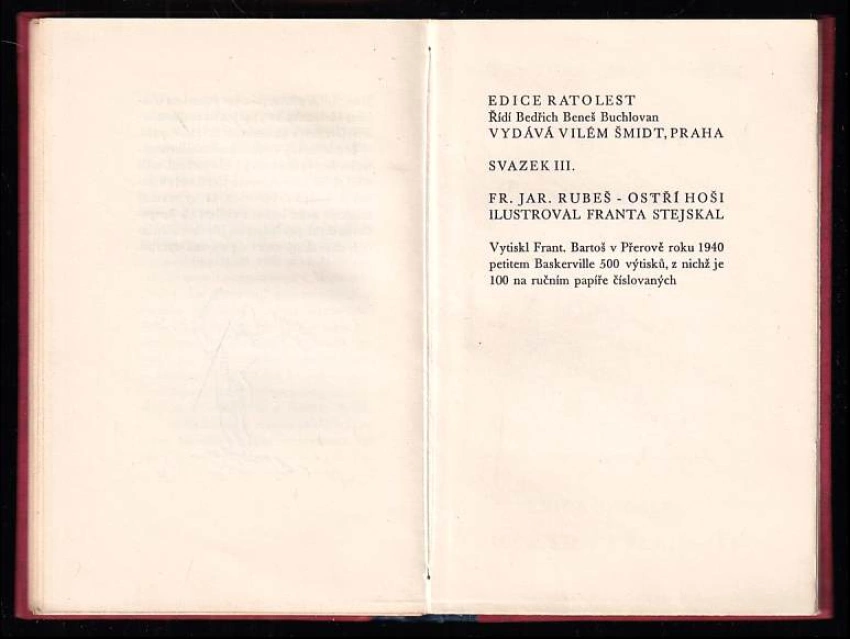 EDICE RATOLEST
Řídí Bedřich Beneš Buchlovan
VYDÁVÁ VILÉM ŠMIDT, PRAHA
SVAZEK III.
FR. JAR. RUBEŠ - OSTŘÍ HOŠI
ILUSTROVAL FRANTA STEJSKAL
Vytiskl Frant. Bartoš v Přerově roku 1940
petitem Baskerville 500 výtisků, z nichž je
100 na ručním papíře číslovaných